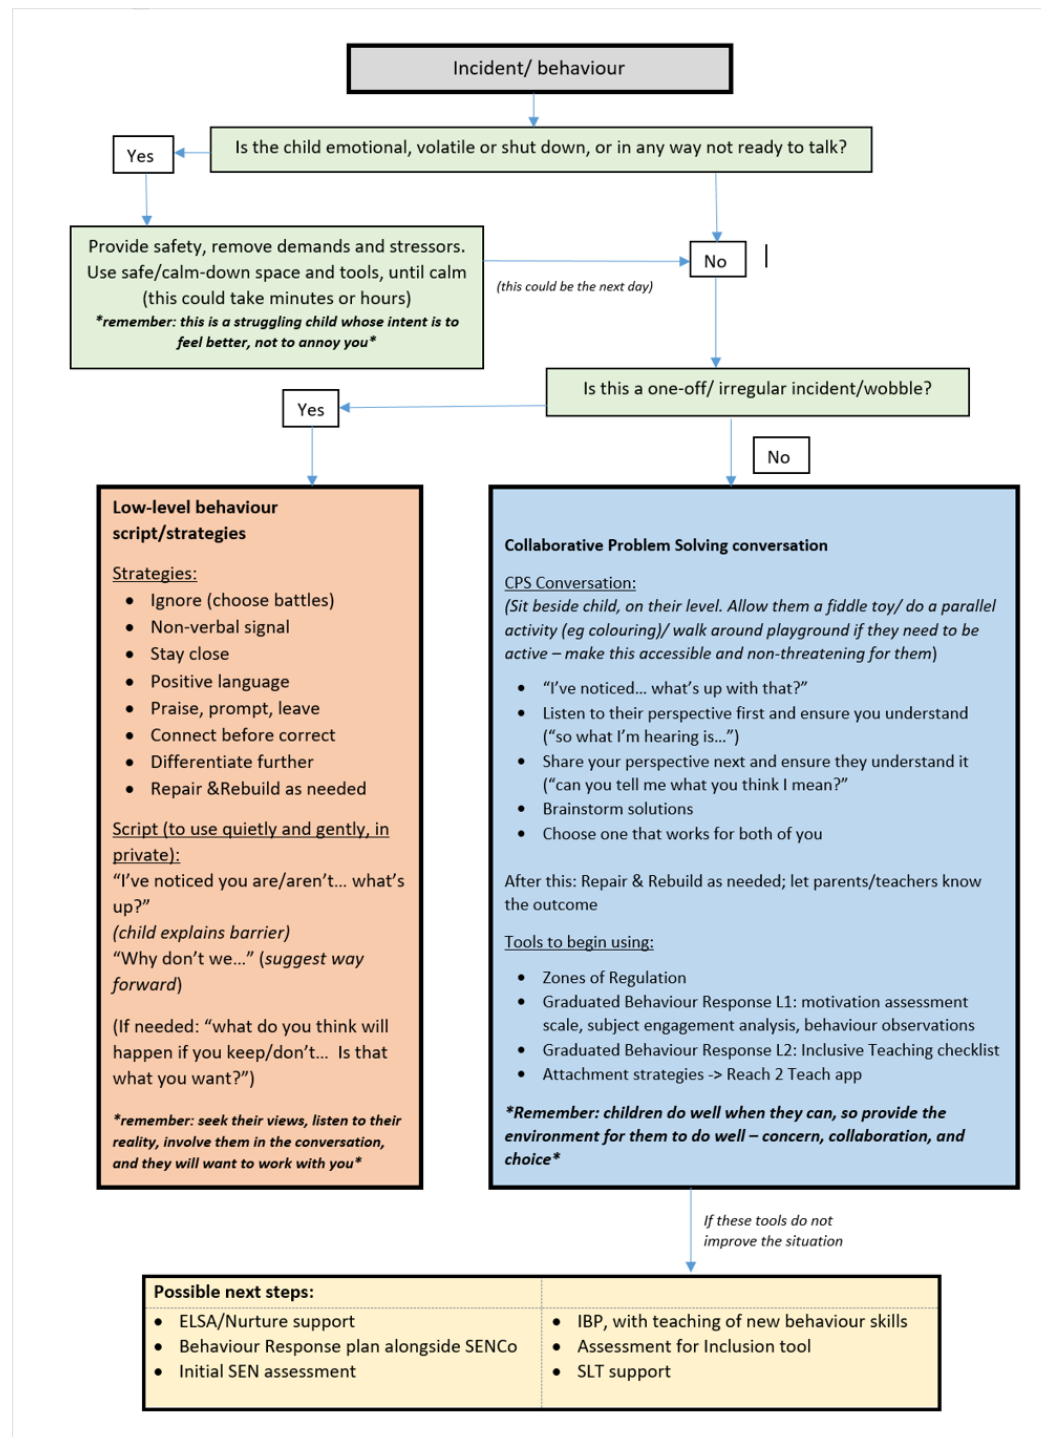 Incident/ behaviour
Is the child emotional, volatile or shut down, or in any way not ready to talk?
Yes
Provide safety, remove demands and stressors.
Use safe/calm-down space and tools, until calm
(this could take minutes or hours)
*remember: this is a struggling child whose intent is to
feel better, not to annoy you*
(this could be the next day)
No
Is this a one-off/ irregular incident/wobble?
Yes
No
Low-level behaviour
script/strategies
Strategies:
• Ignore (choose battles)
• Non-verbal signal
• Stay close
• Positive language
• Praise, prompt, leave
• Connect before correct
• Differentiate further
• Repair &Rebuild as needed
Script (to use quietly and gently, in
private):
“I’ve noticed you are/aren’t… what’s
up?”
(child explains barrier)
“Why don’t we…” (suggest way
forward)
(If needed: “what do you think will
happen if you keep/don’t…  Is that
what you want?”)
*remember: seek their views, listen to their
reality, involve them in the conversation,
and they will want to work with you*
Collaborative Problem Solving conversation
CPS Conversation:
(Sit beside child, on their level. Allow them a fiddle toy/ do a parallel
activity (eg colouring)/ walk around playground if they need to be
active – make this accessible and non-threatening for them)
• “I’ve noticed… what’s up with that?”
• Listen to their perspective first and ensure you understand
(“so what I’m hearing is…”)
• Share your perspective next and ensure they understand it
(“can you tell me what you think I mean?”
• Brainstorm solutions
• Choose one that works for both of you
After this: Repair & Rebuild as needed; let parents/teachers know
the outcome
Tools to begin using:
• Zones of Regulation
• Graduated Behaviour Response L1: motivation assessment
scale, subject engagement analysis, behaviour observations
• Graduated Behaviour Response L2: Inclusive Teaching checklist
• Attachment strategies -> Reach 2 Teach app
*Remember: children do well when they can, so provide the
environment for them to do well – concern, collaboration, and
choice*
If these tools do not
improve the situation
Possible next steps:
• ELSA/Nurture support
• Behaviour Response plan alongside SENCo
• Initial SEN assessment
• IBP, with teaching of new behaviour skills
• Assessment for Inclusion tool
• SLT support